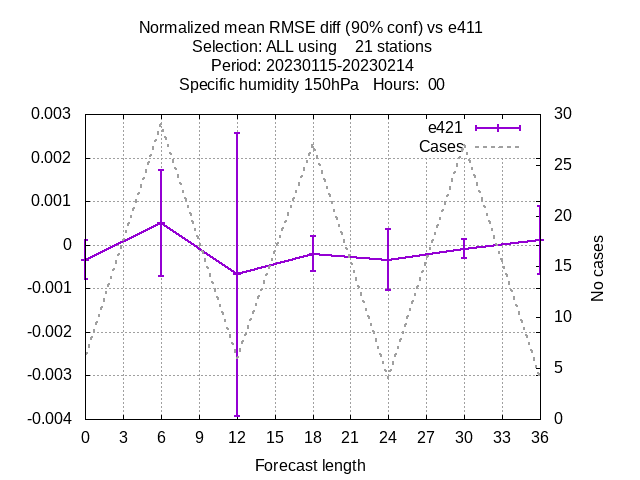 Normalized mean RMSE diff (90% conf) vs e411
Selection: ALL using    21 stations
Period: 20230115-20230214
Specific humidity 150hPa   Hours:  00
0.003
0.002
0.001
0
-0.001
-0.002
-0.003
-0.004
e421
Cases
30
25
20
15
10
5
0
No cases
0 3 6 9 12 15 18 21 24 27 30 33 36
Forecast length